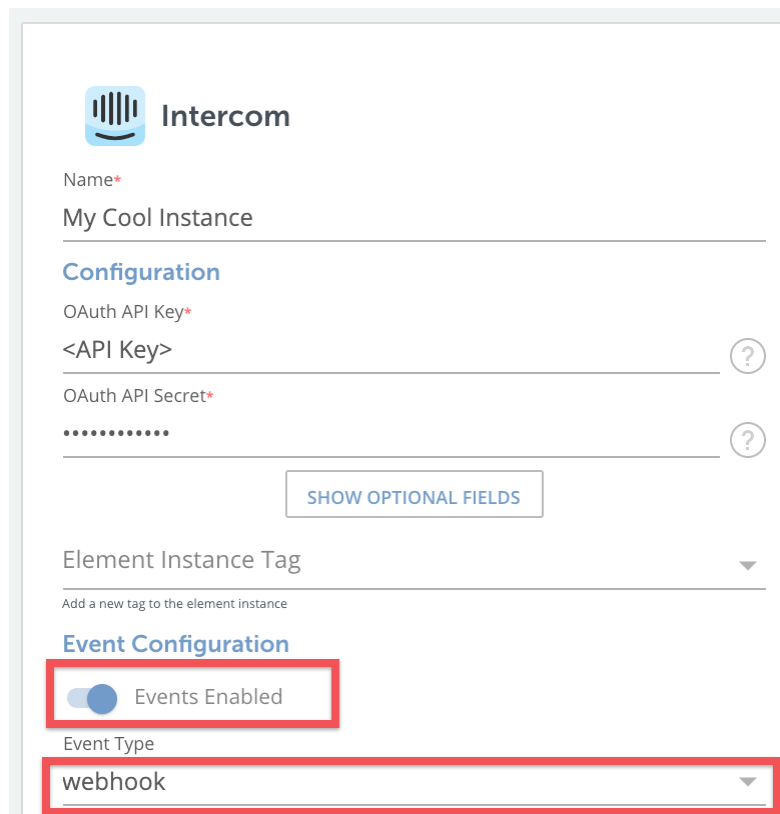 Intercom
Name*
My Cool Instance
Configuration
OAuth API Key*
<API Key>
?
OAuth API Secret*
••••••••••••
?
SHOW OPTIONAL FIELDS
Element Instance Tag
Add a new tag to the element instance
Event Configuration
Events Enabled
Event Type
webhook